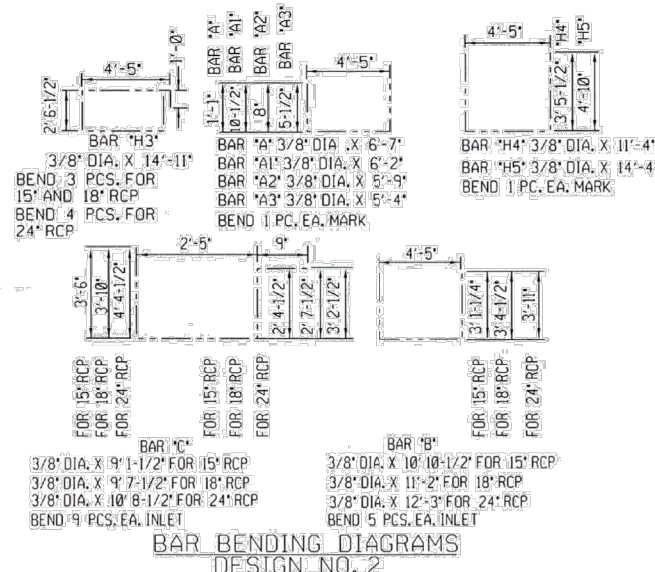 4'-5"
1'-0"
2' 6-1/2"
BAR "H3"
3/8" DIA. X 14'-11"
BEND 3 PCS. FOR
15" AND 18" RCP
BEND 4 PCS. FOR
24" RCP
BAR "A"
BAR "A1"
BAR "A2"
BAR "A3"
4'-5"
1'-1"
10-1/2"
8"
5-1/2"
BAR "A" 3/8" DIA .X 6'-7"
BAR "A1" 3/8" DIA. X 6'-2"
BAR "A2" 3/8" DIA. X 5'-9"
BAR "A3" 3/8" DIA. X 5'-4"
BEND 1 PC. EA. MARK
4'-5"
"H4"
"H5"
3' 5-1/2"
4'-10"
BAR "H4" 3/8" DIA. X 11'-4"
BAR "H5" 3/8" DIA. X 14'-4
BEND 1 PC. EA. MARK
2'-5"
9"
3'-6"
3'-10"
4' 4-1/2"
2' 4-1/2"
2' 7-1/2"
3' 2-1/2"
FOR 15" RCP
FOR 18" RCP
FOR 24" RCP
FOR 15" RCP
FOR 18" RCP
FOR 24" RCP
BAR "C"
3/8" DIA. X 9' 1-1/2" FOR 15" RCP
3/8" DIA. X 9' 7-1/2" FOR 18" RCP
3/8" DIA. X 10' 8-1/2" FOR 24" RCP
BEND 9 PCS. EA. INLET
4'-5"
3' 1-1/4"
3' 4-1/2"
3'-11"
FOR 15" RCP
FOR 18" RCP
FOR 24" RCP
BAR "B"
3/8" DIA. X 10' 10-1/2" FOR 15" RCP
3/8" DIA. X 11'-2" FOR 18" RCP
3/8" DIA. X 12'-3" FOR 24" RCP
BEND 5 PCS. EA. INLET
BAR BENDING DIAGRAMS
DESIGN NO. 2